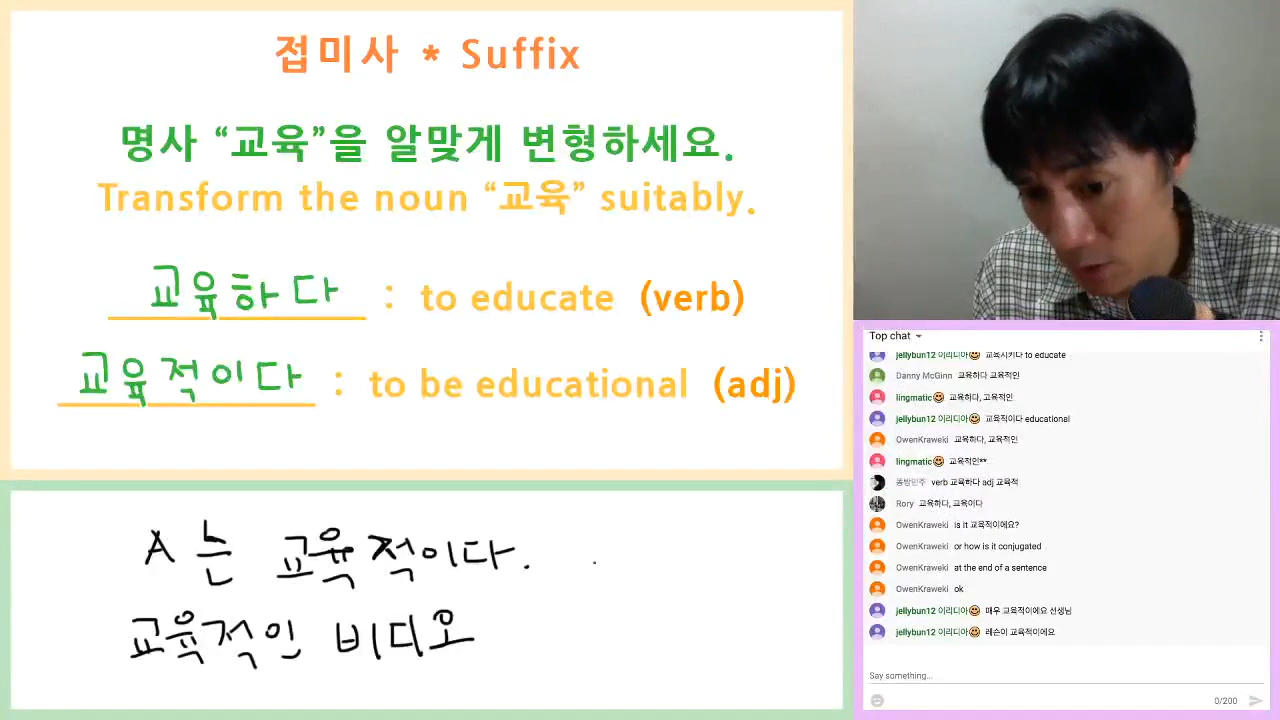 접미사 * Suffix
명사 “교육”을 알맞게 변형하세요.
Transform the noun “교육” suitably.
교육하다 : to educate (verb)
교육적이다 : to be educational (adj)
A 는 교육적이다.
교육적인 비디오
Top chat
jellybun12 이리디아 교육시키다 to educate
Danny McGinn 교육하다 교육적인
lingmatic 교육하다, 교육적인
jellybun12 이리디아 교육적이다 educational
OwenKraweki 교육하다, 교육적인
lingmatic 교육적인**
똥방민주 verb 교육하다 adj 교육적
Rory 교육하다, 교육이다
OwenKraweki is it 교육적이에요?
OwenKraweki or how is it conjugated
OwenKraweki at the end of a sentence
OwenKraweki ok
jellybun12 이리디아 매우 교육적이에요 선생님
jellybun12 이리디아 레슨이 교육적이에요
Say something...
0/200